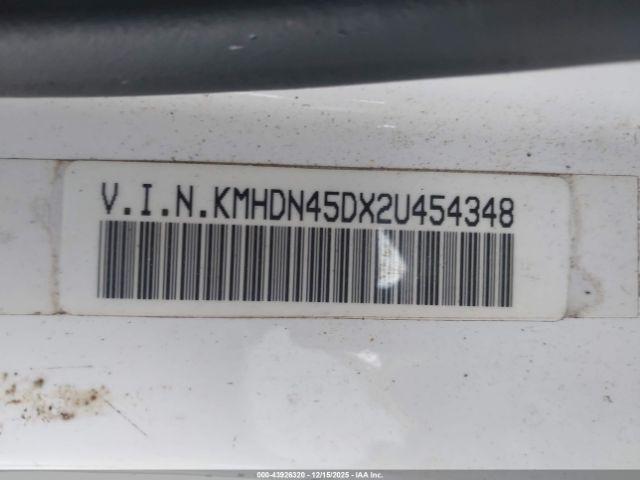 V.I.N.KMHDN45DX2U454348
000-43926320 - 12/15/2025 - IAA Inc.